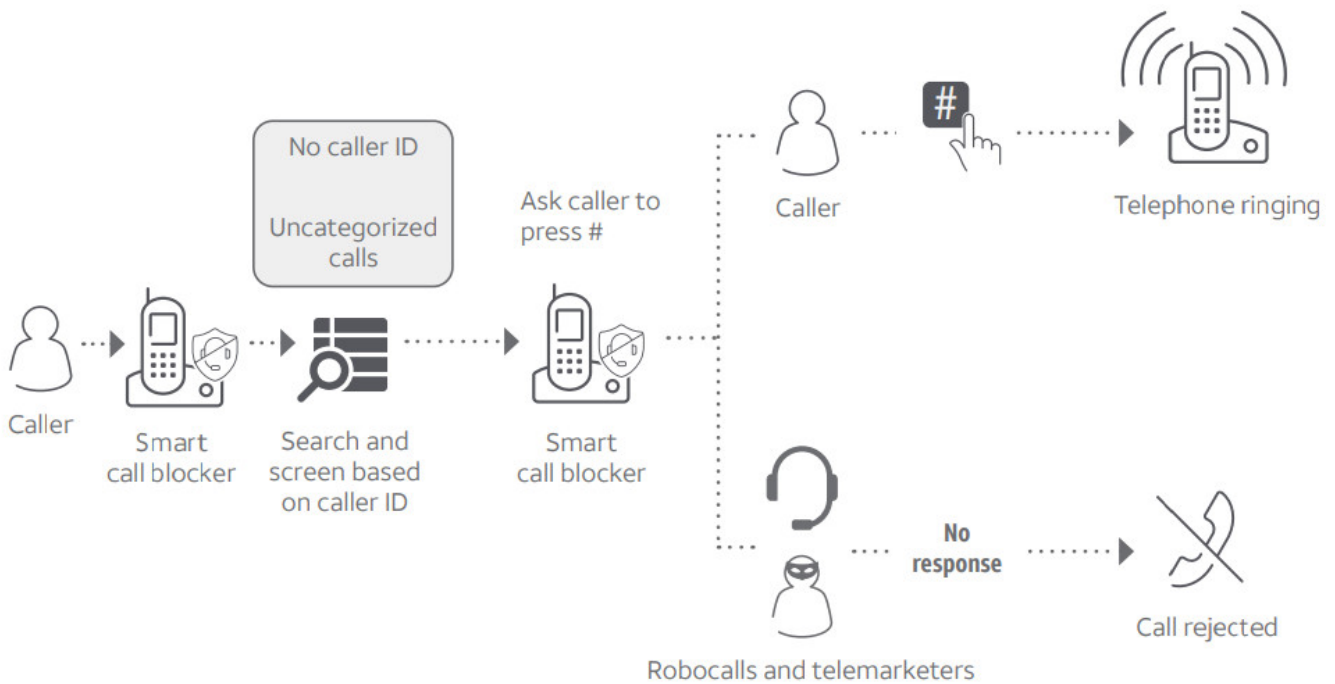 No caller ID
Uncategorized
calls
Ask caller to
press #
#
Caller
Telephone ringing
Caller
Smart
call blocker
Search and
screen based
on caller ID
Smart
call blocker
No
response
Call rejected
Robocalls and telemarketers